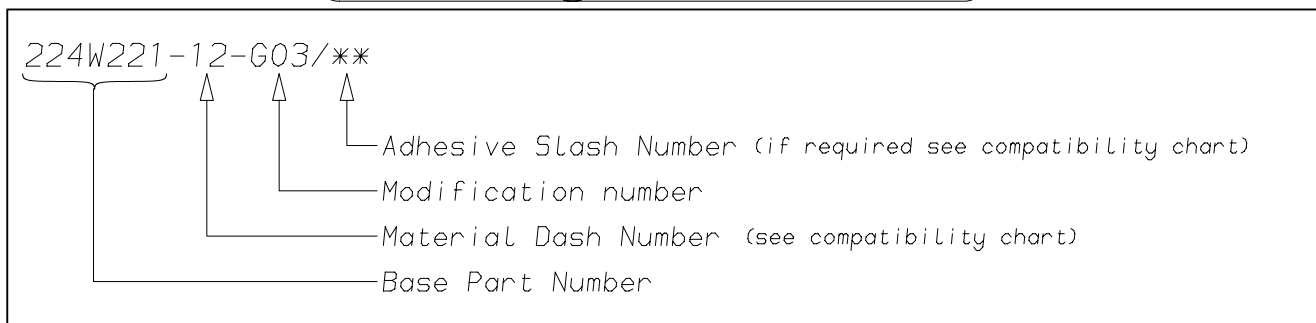 224W221-12-G03/**
Adhesive Slash Number (if required see compatibility chart)
Modification number
Material Dash Number (see compatibility chart)
Base Part Number